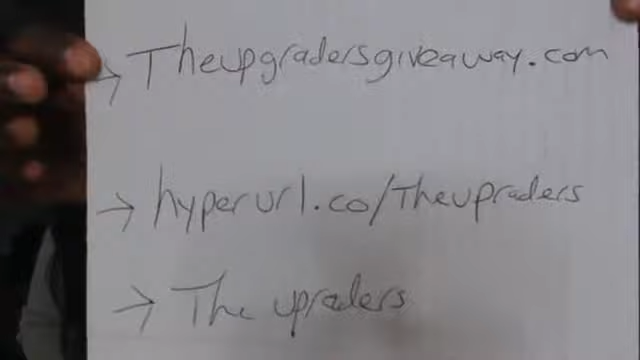 → Theupgradersgiveaway.com
→ hyperurl.co/Theupraders
→ The upraders